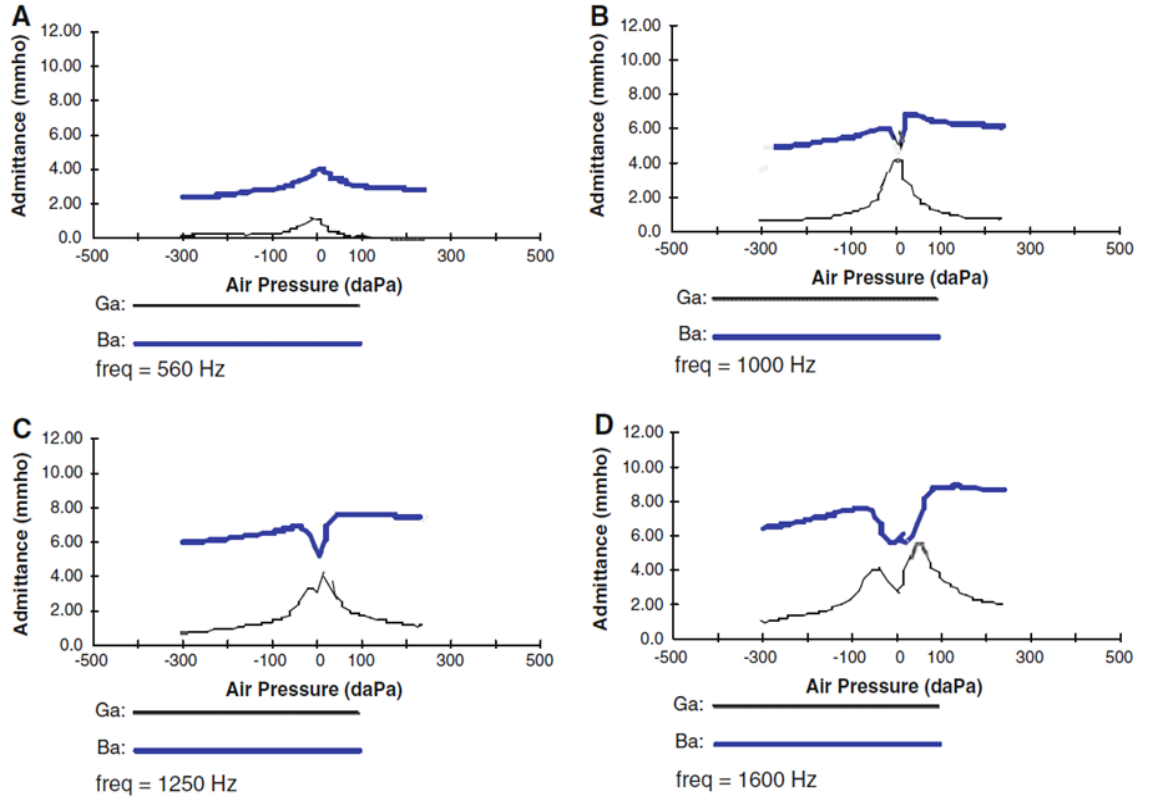 A
Admittance (mmho)
12.00
10.00
8.00
6.00
4.00
2.00
0.0
-500 -300 -100 0 100 300 500
Air Pressure (daPa)
Ga:
Ba:
freq = 560 Hz
B
Admittance (mmho)
12.00
10.00
8.00
6.00
4.00
2.00
0.0
-500 -300 -100 0 100 300 500
Air Pressure (daPa)
Ga:
Ba:
freq = 1000 Hz
C
Admittance (mmho)
12.00
10.00
8.00
6.00
4.00
2.00
0.0
-500 -300 -100 0 100 300 500
Air Pressure (daPa)
Ga:
Ba:
freq = 1250 Hz
D
Admittance (mmho)
12.00
10.00
8.00
6.00
4.00
2.00
0.0
-500 -300 -100 0 100 300 500
Air Pressure (daPa)
Ga:
Ba:
freq = 1600 Hz